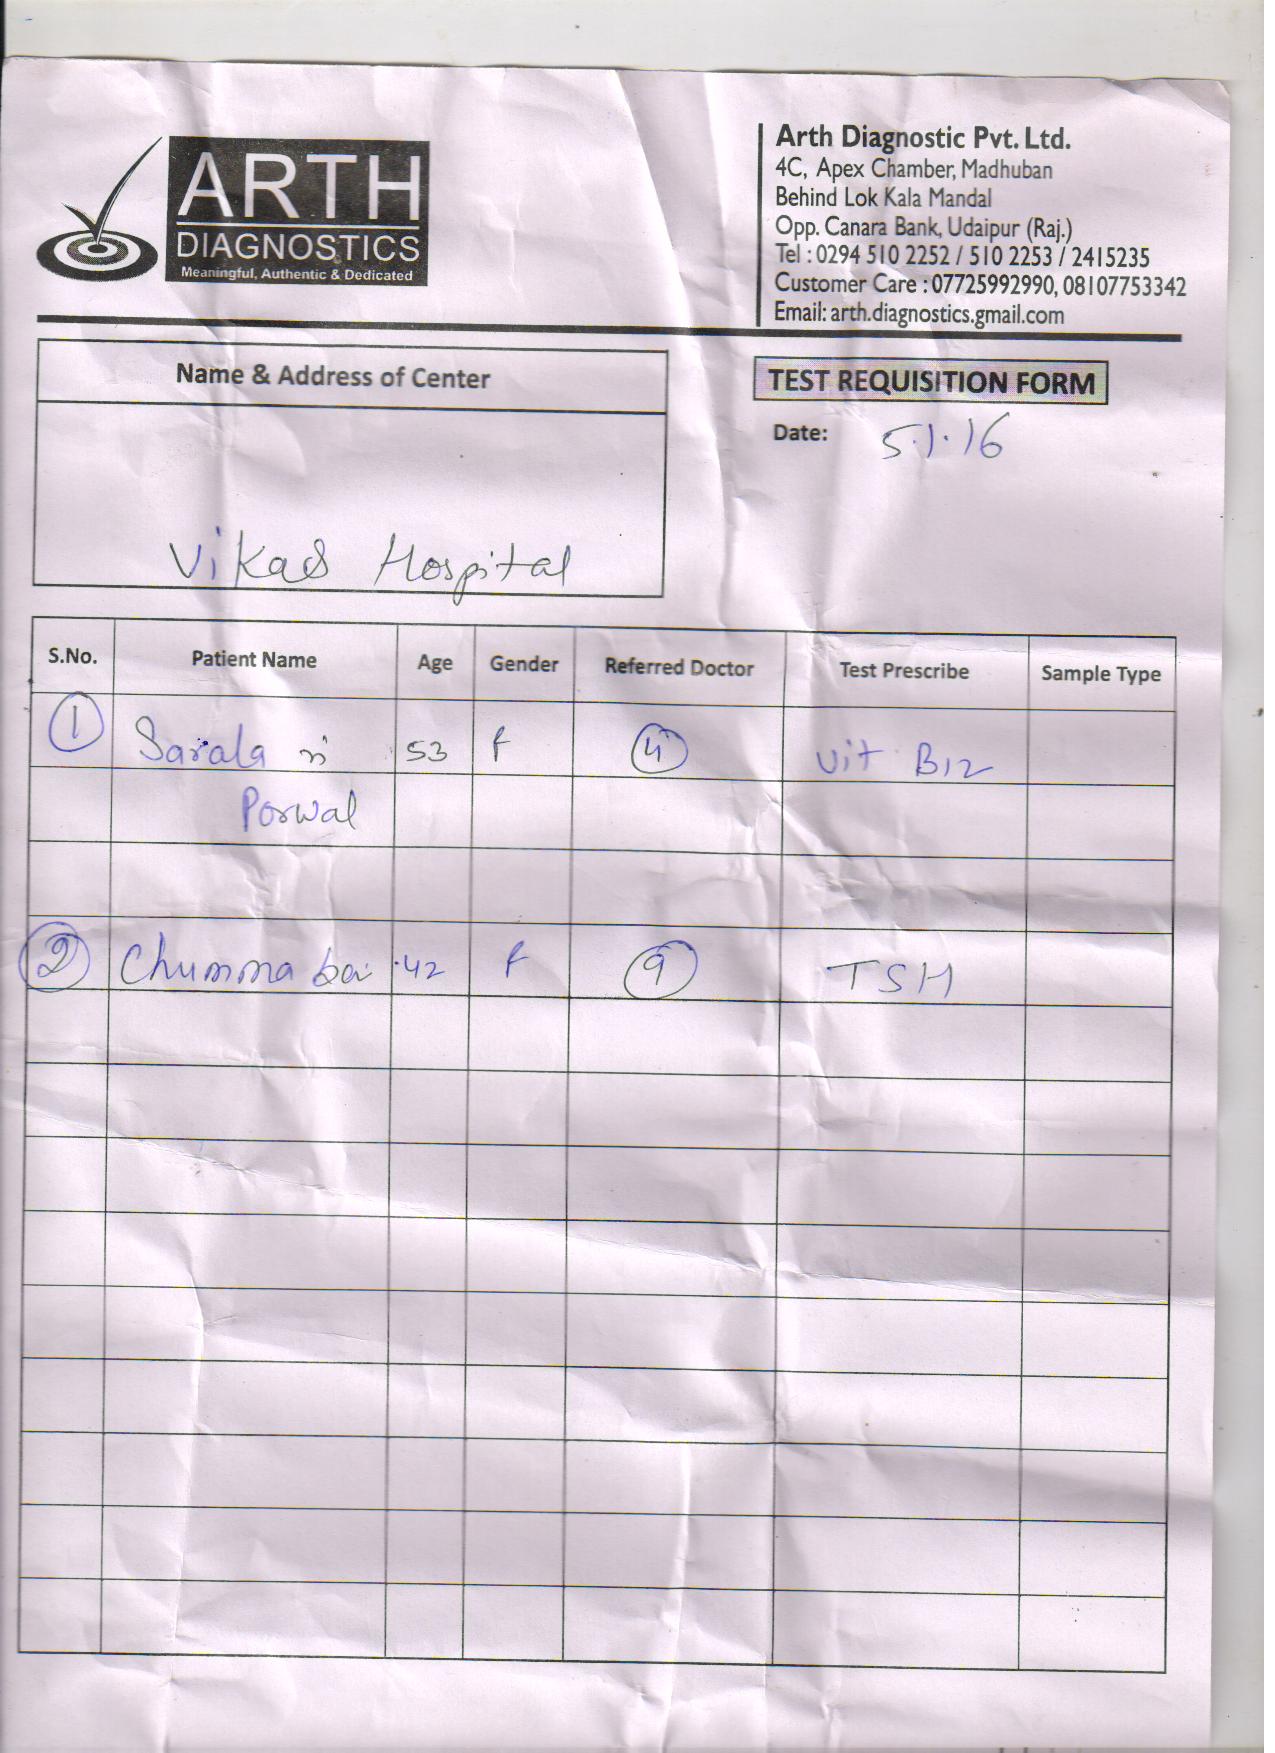 ARTH
DIAGNOSTICS
Meaningful, Authentic & Dedicated
Arth Diagnostic Pvt. Ltd.
4C, Apex Chamber, Madhuban
Behind Lok Kala Mandal
Opp. Canara Bank, Udaipur (Raj.)
Tel : 0294 510 2252 / 510 2253 / 2415235
Customer Care : 07725992990, 08107753342
Email: arth.diagnostics.gmail.com
Name & Address of Center
Vikas Hospital
TEST REQUISITION FORM
Date: 5.1.16
S.No. Patient Name Age Gender Referred Doctor Test Prescribe Sample Type
1 Sarala 53 f 4 Vit B12
Porwal
2 Chumma bai 42 f 9 TSH